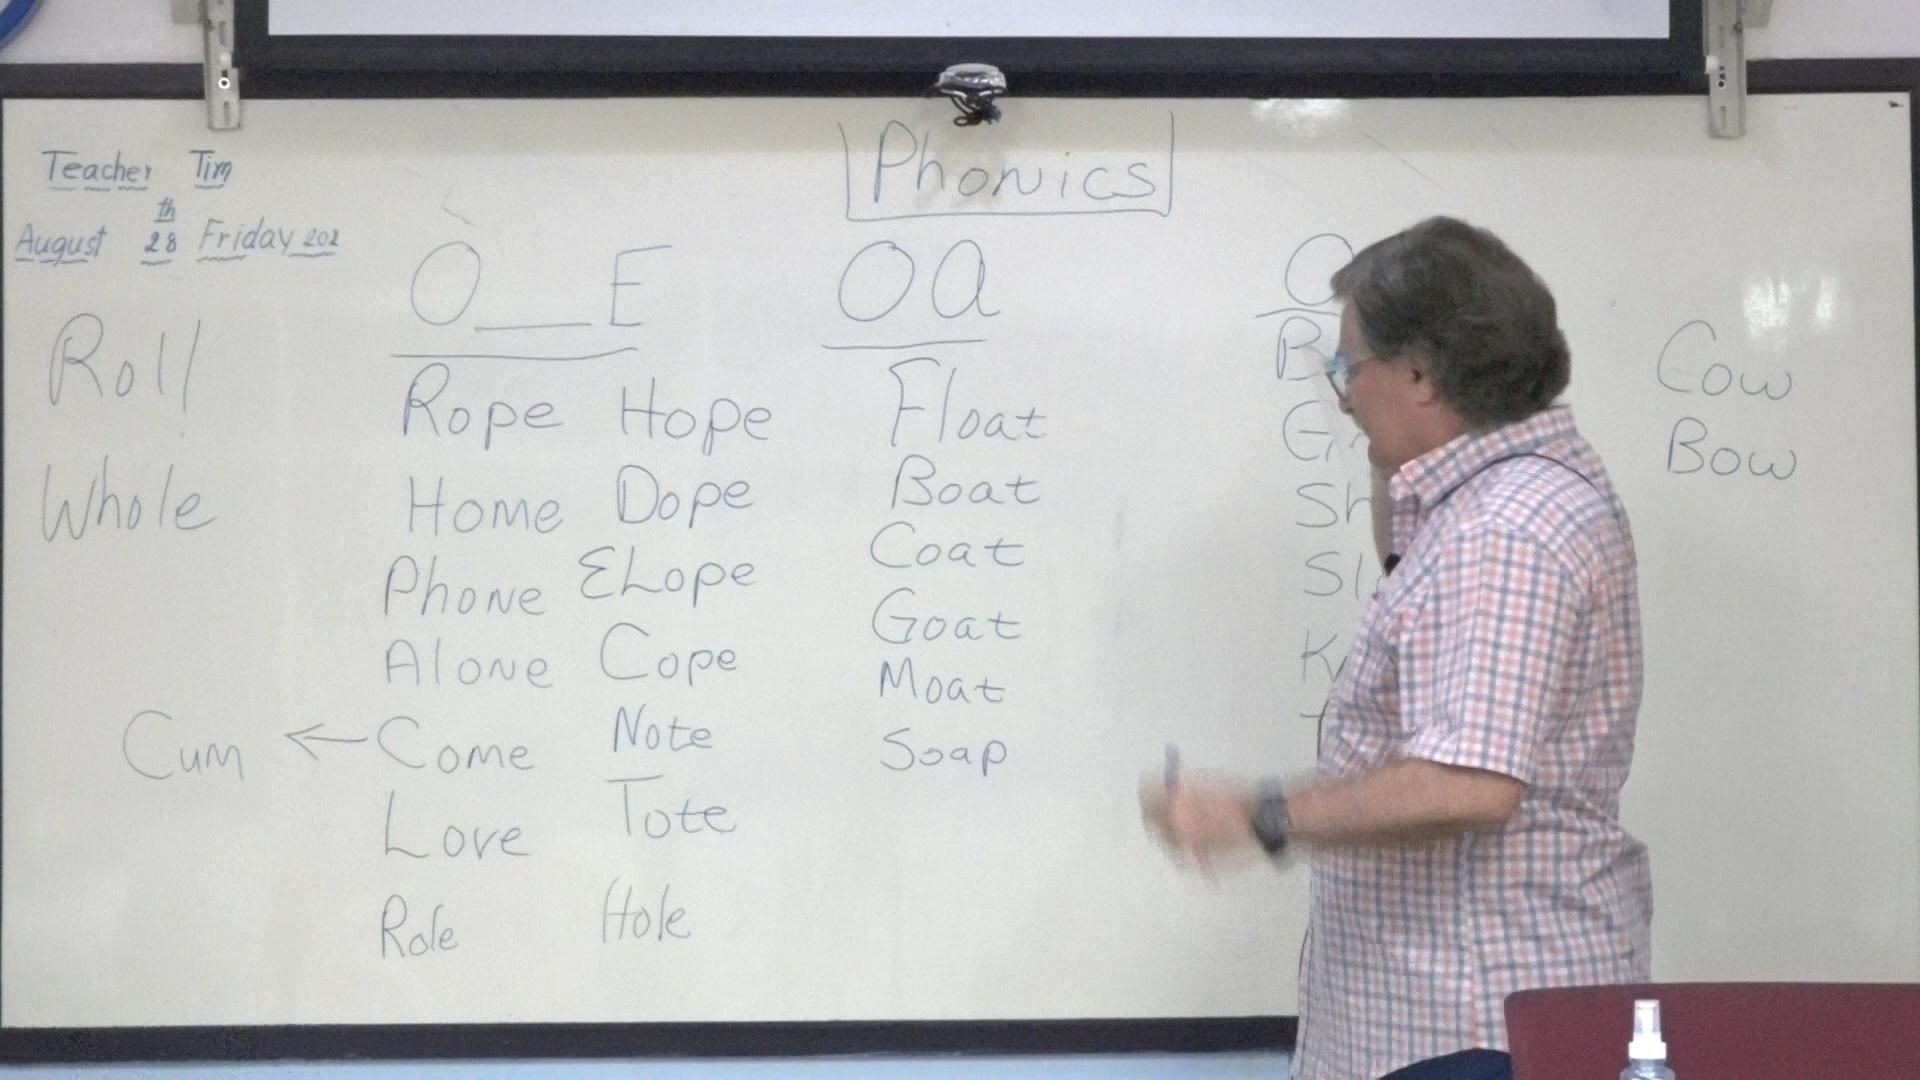 Phonics
Teacher Tim
August 28th Friday 202
O__E
OA
Roll
Whole
Rope Hope
Home Dope
Phone ELope
Alone Cope
Cum ← Come Note
Love Tote
Role Hole
Float
Boat
Coat
Goat
Moat
Soap
Cow
Bow